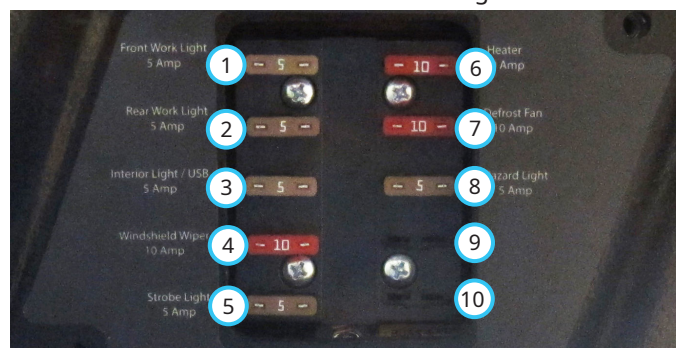 Front Work Light
5 Amp
1
5
Rear Work Light
5 Amp
2
5
Interior Light / USB
5 Amp
3
5
Windshield Wiper
10 Amp
4
10
Strobe Light
5 Amp
5
5
10
6
Heater
Amp
10
7
Defrost Fan
10 Amp
5
8
Hazard Light
5 Amp
9
10